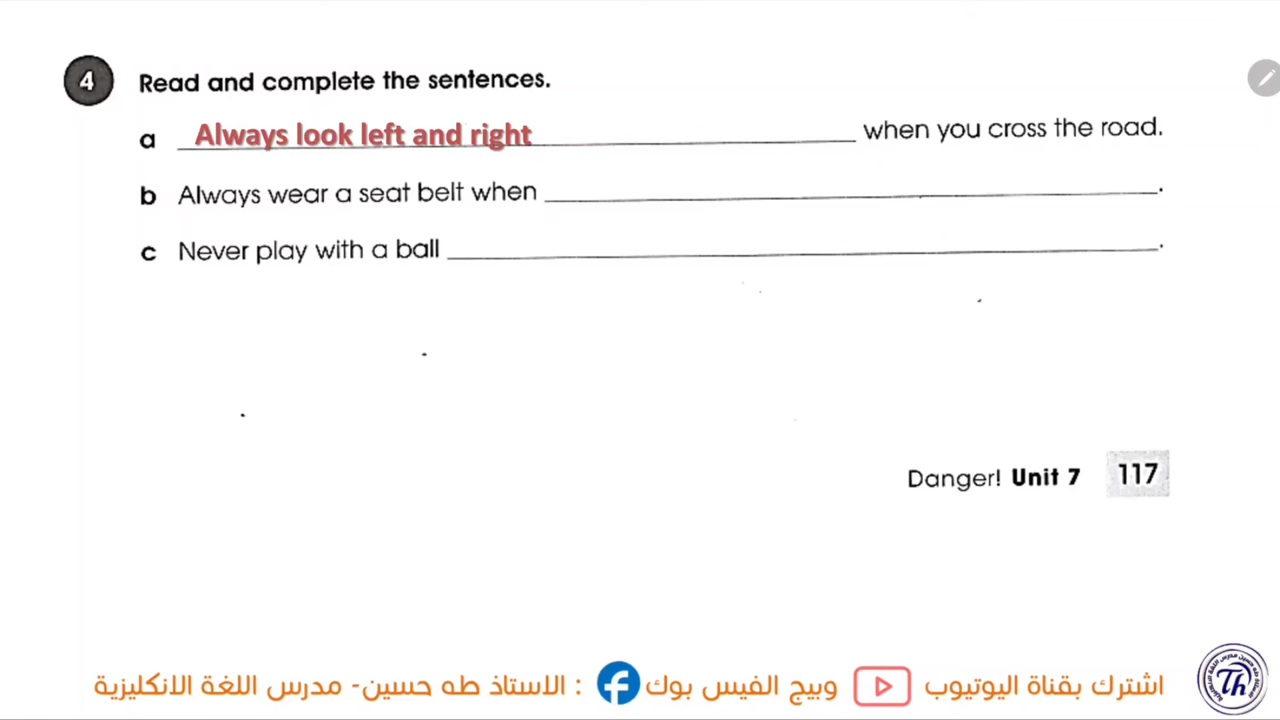 4 Read and complete the sentences.
a Always look left and right when you cross the road.
b Always wear a seat belt when ______.
c Never play with a ball ______.
Danger! Unit 7 117
اشترك بقناة اليوتيوب وبيج الفيس بوك : الاستاذ طه حسين- مدرس اللغة الانكليزية
Th